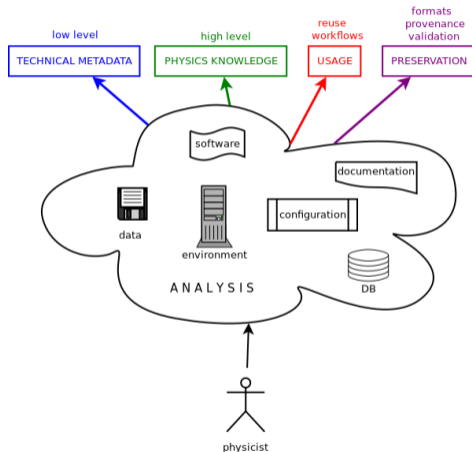 low level
TECHNICAL METADATA
high level
PHYSICS KNOWLEDGE
reuse
workflows
USAGE
formats
provenance
validation
PRESERVATION
software
documentation
data
environment
configuration
DB
ANALYSIS
physicist